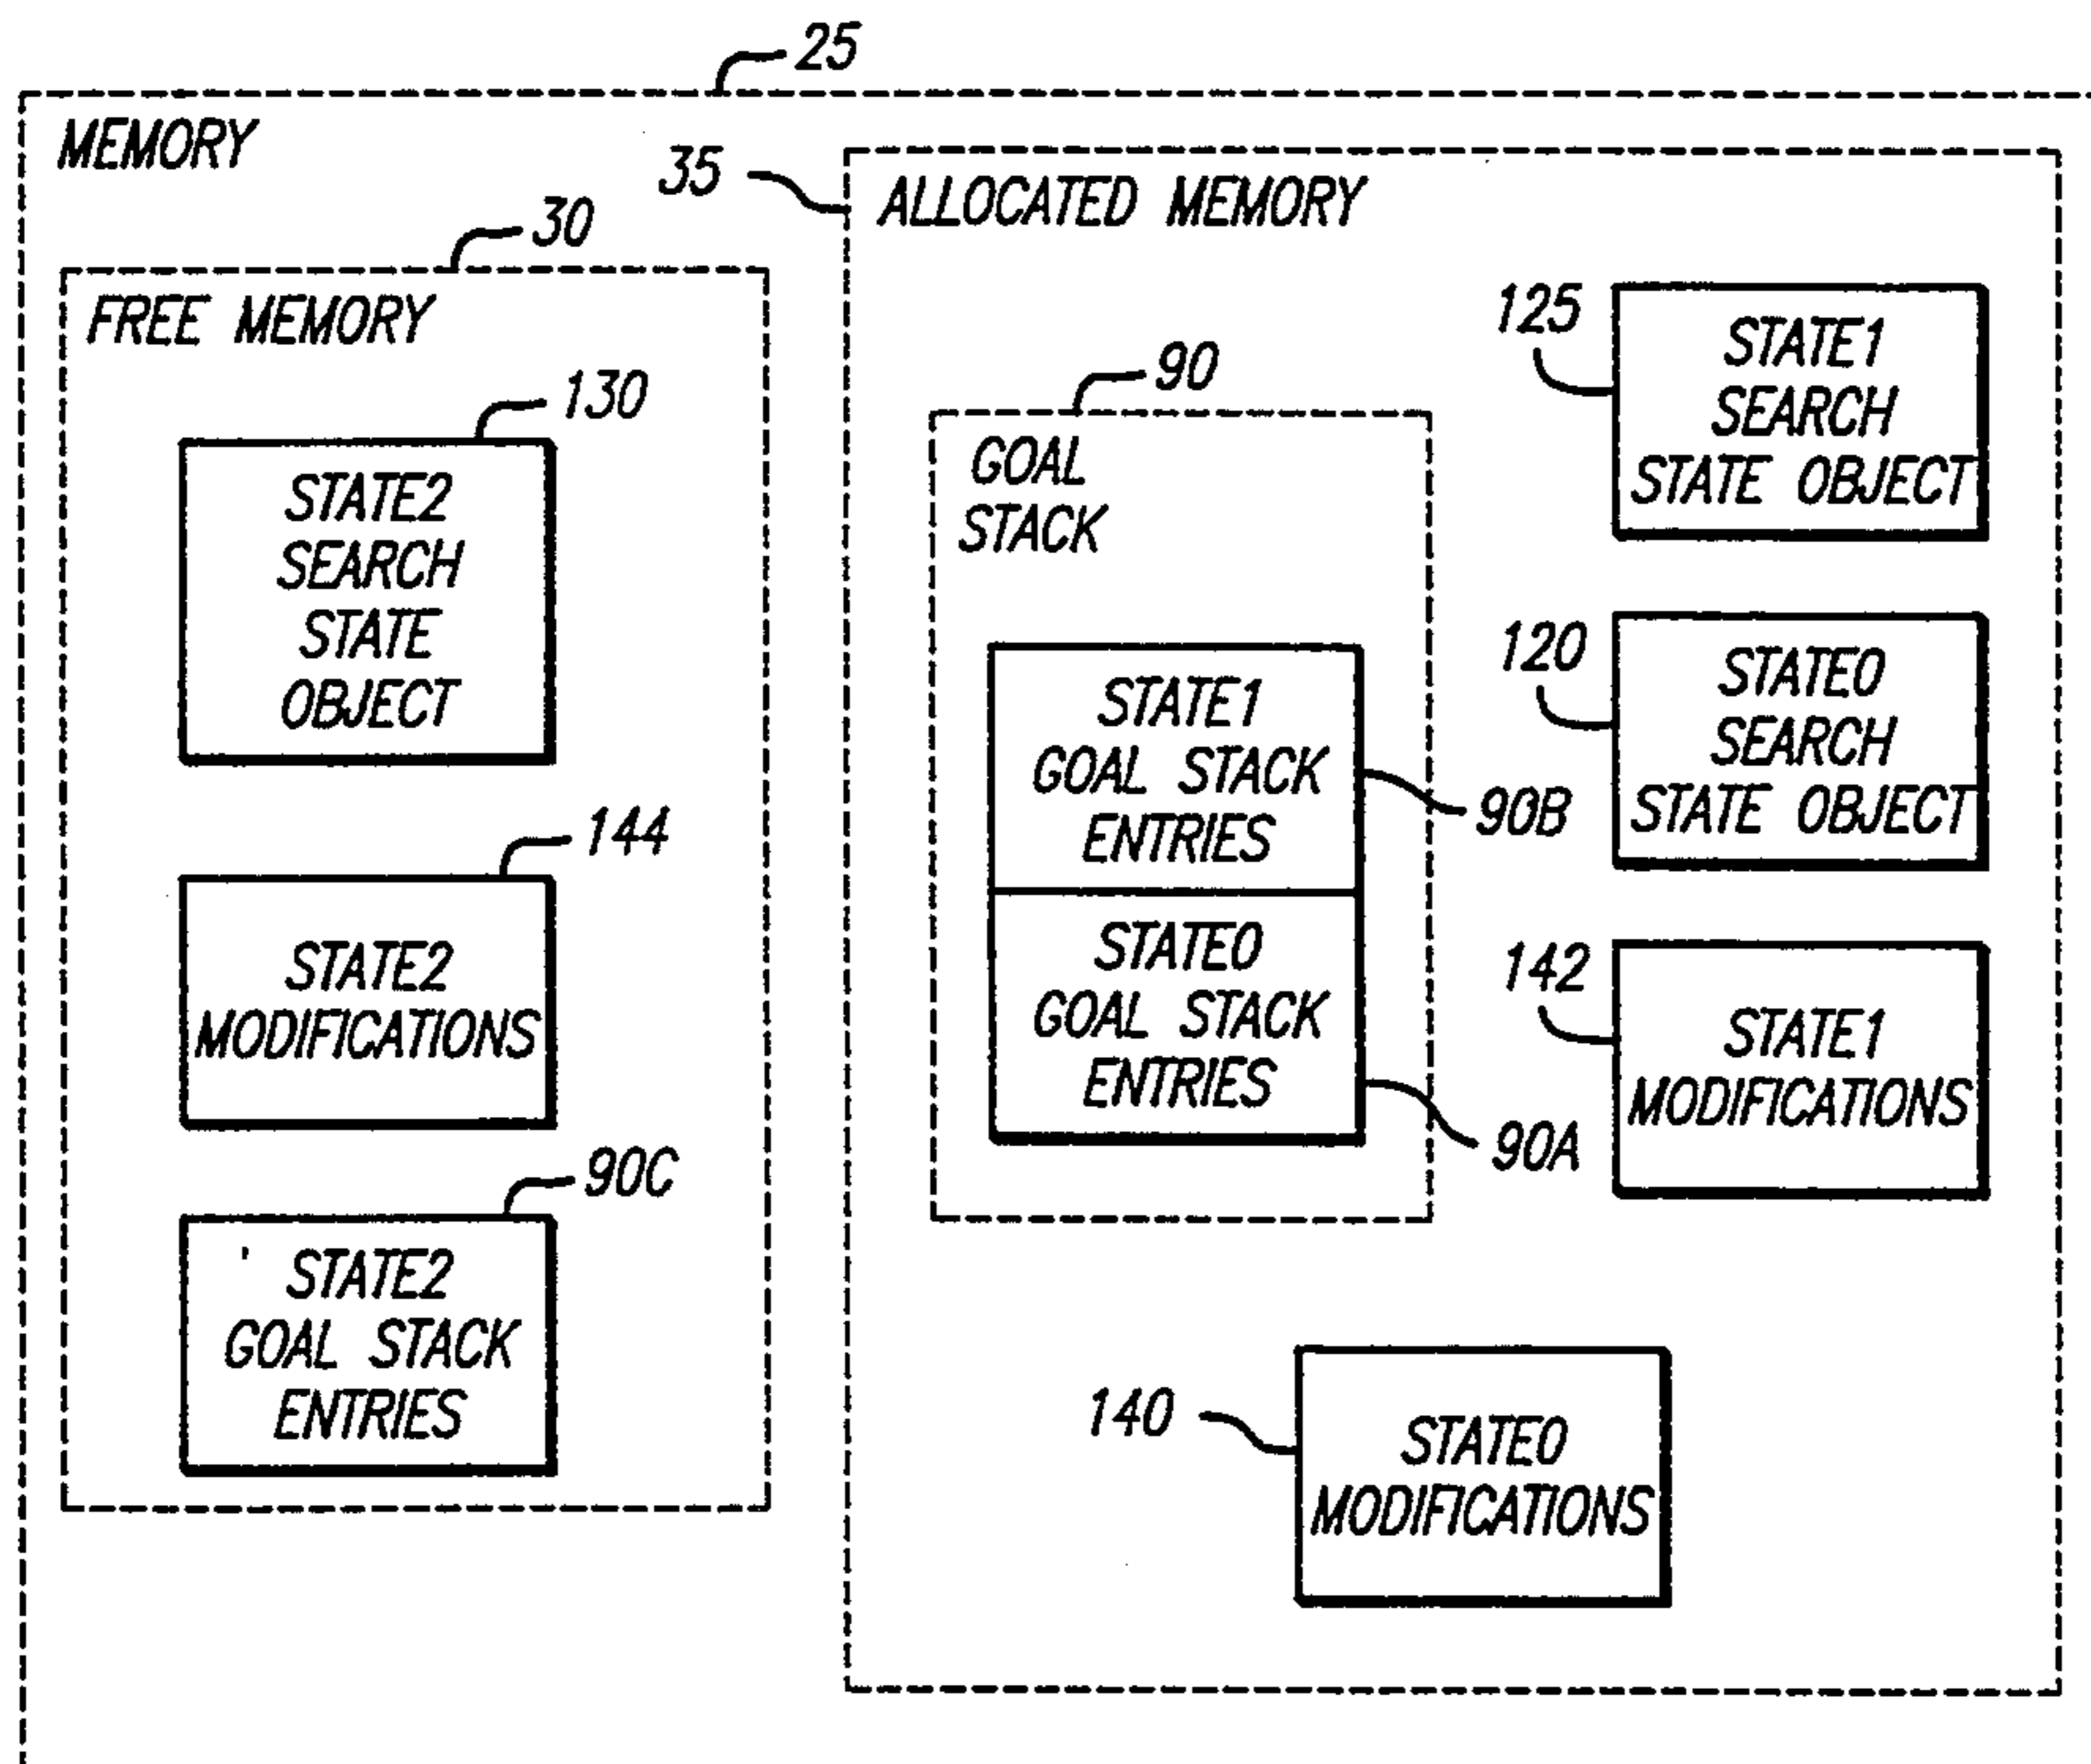 25
MEMORY
35
ALLOCATED MEMORY
30
FREE MEMORY
130
STATE2
SEARCH
STATE
OBJECT
144
STATE2
MODIFICATIONS
90C
STATE2
GOAL STACK
ENTRIES
90
GOAL
STACK
STATE1
GOAL STACK
ENTRIES
90B
STATE0
GOAL STACK
ENTRIES
90A
125
STATE1
SEARCH
STATE OBJECT
120
STATE0
SEARCH
STATE OBJECT
142
STATE1
MODIFICATIONS
140
STATE0
MODIFICATIONS